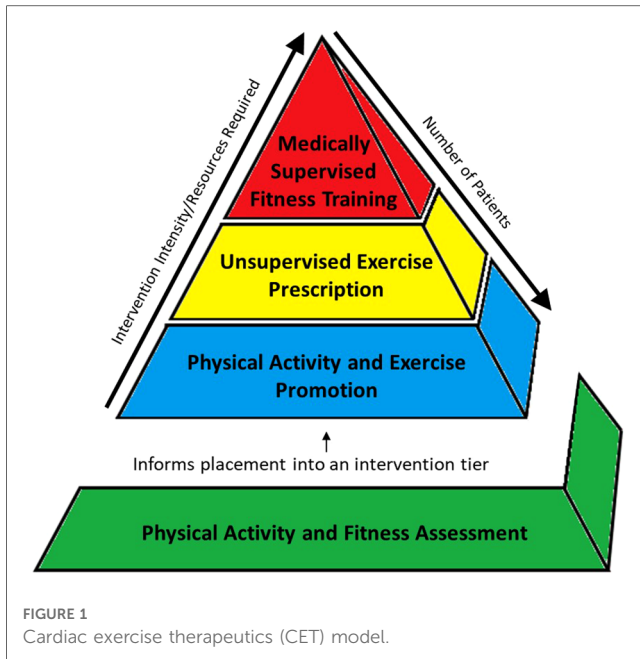 Intervention Intensity/Resources Required
Number of Patients
Medically
Supervised
Fitness Training
Unsupervised Exercise
Prescription
Physical Activity and Exercise
Promotion
Informs placement into an intervention tier
Physical Activity and Fitness Assessment
FIGURE 1
Cardiac exercise therapeutics (CET) model.